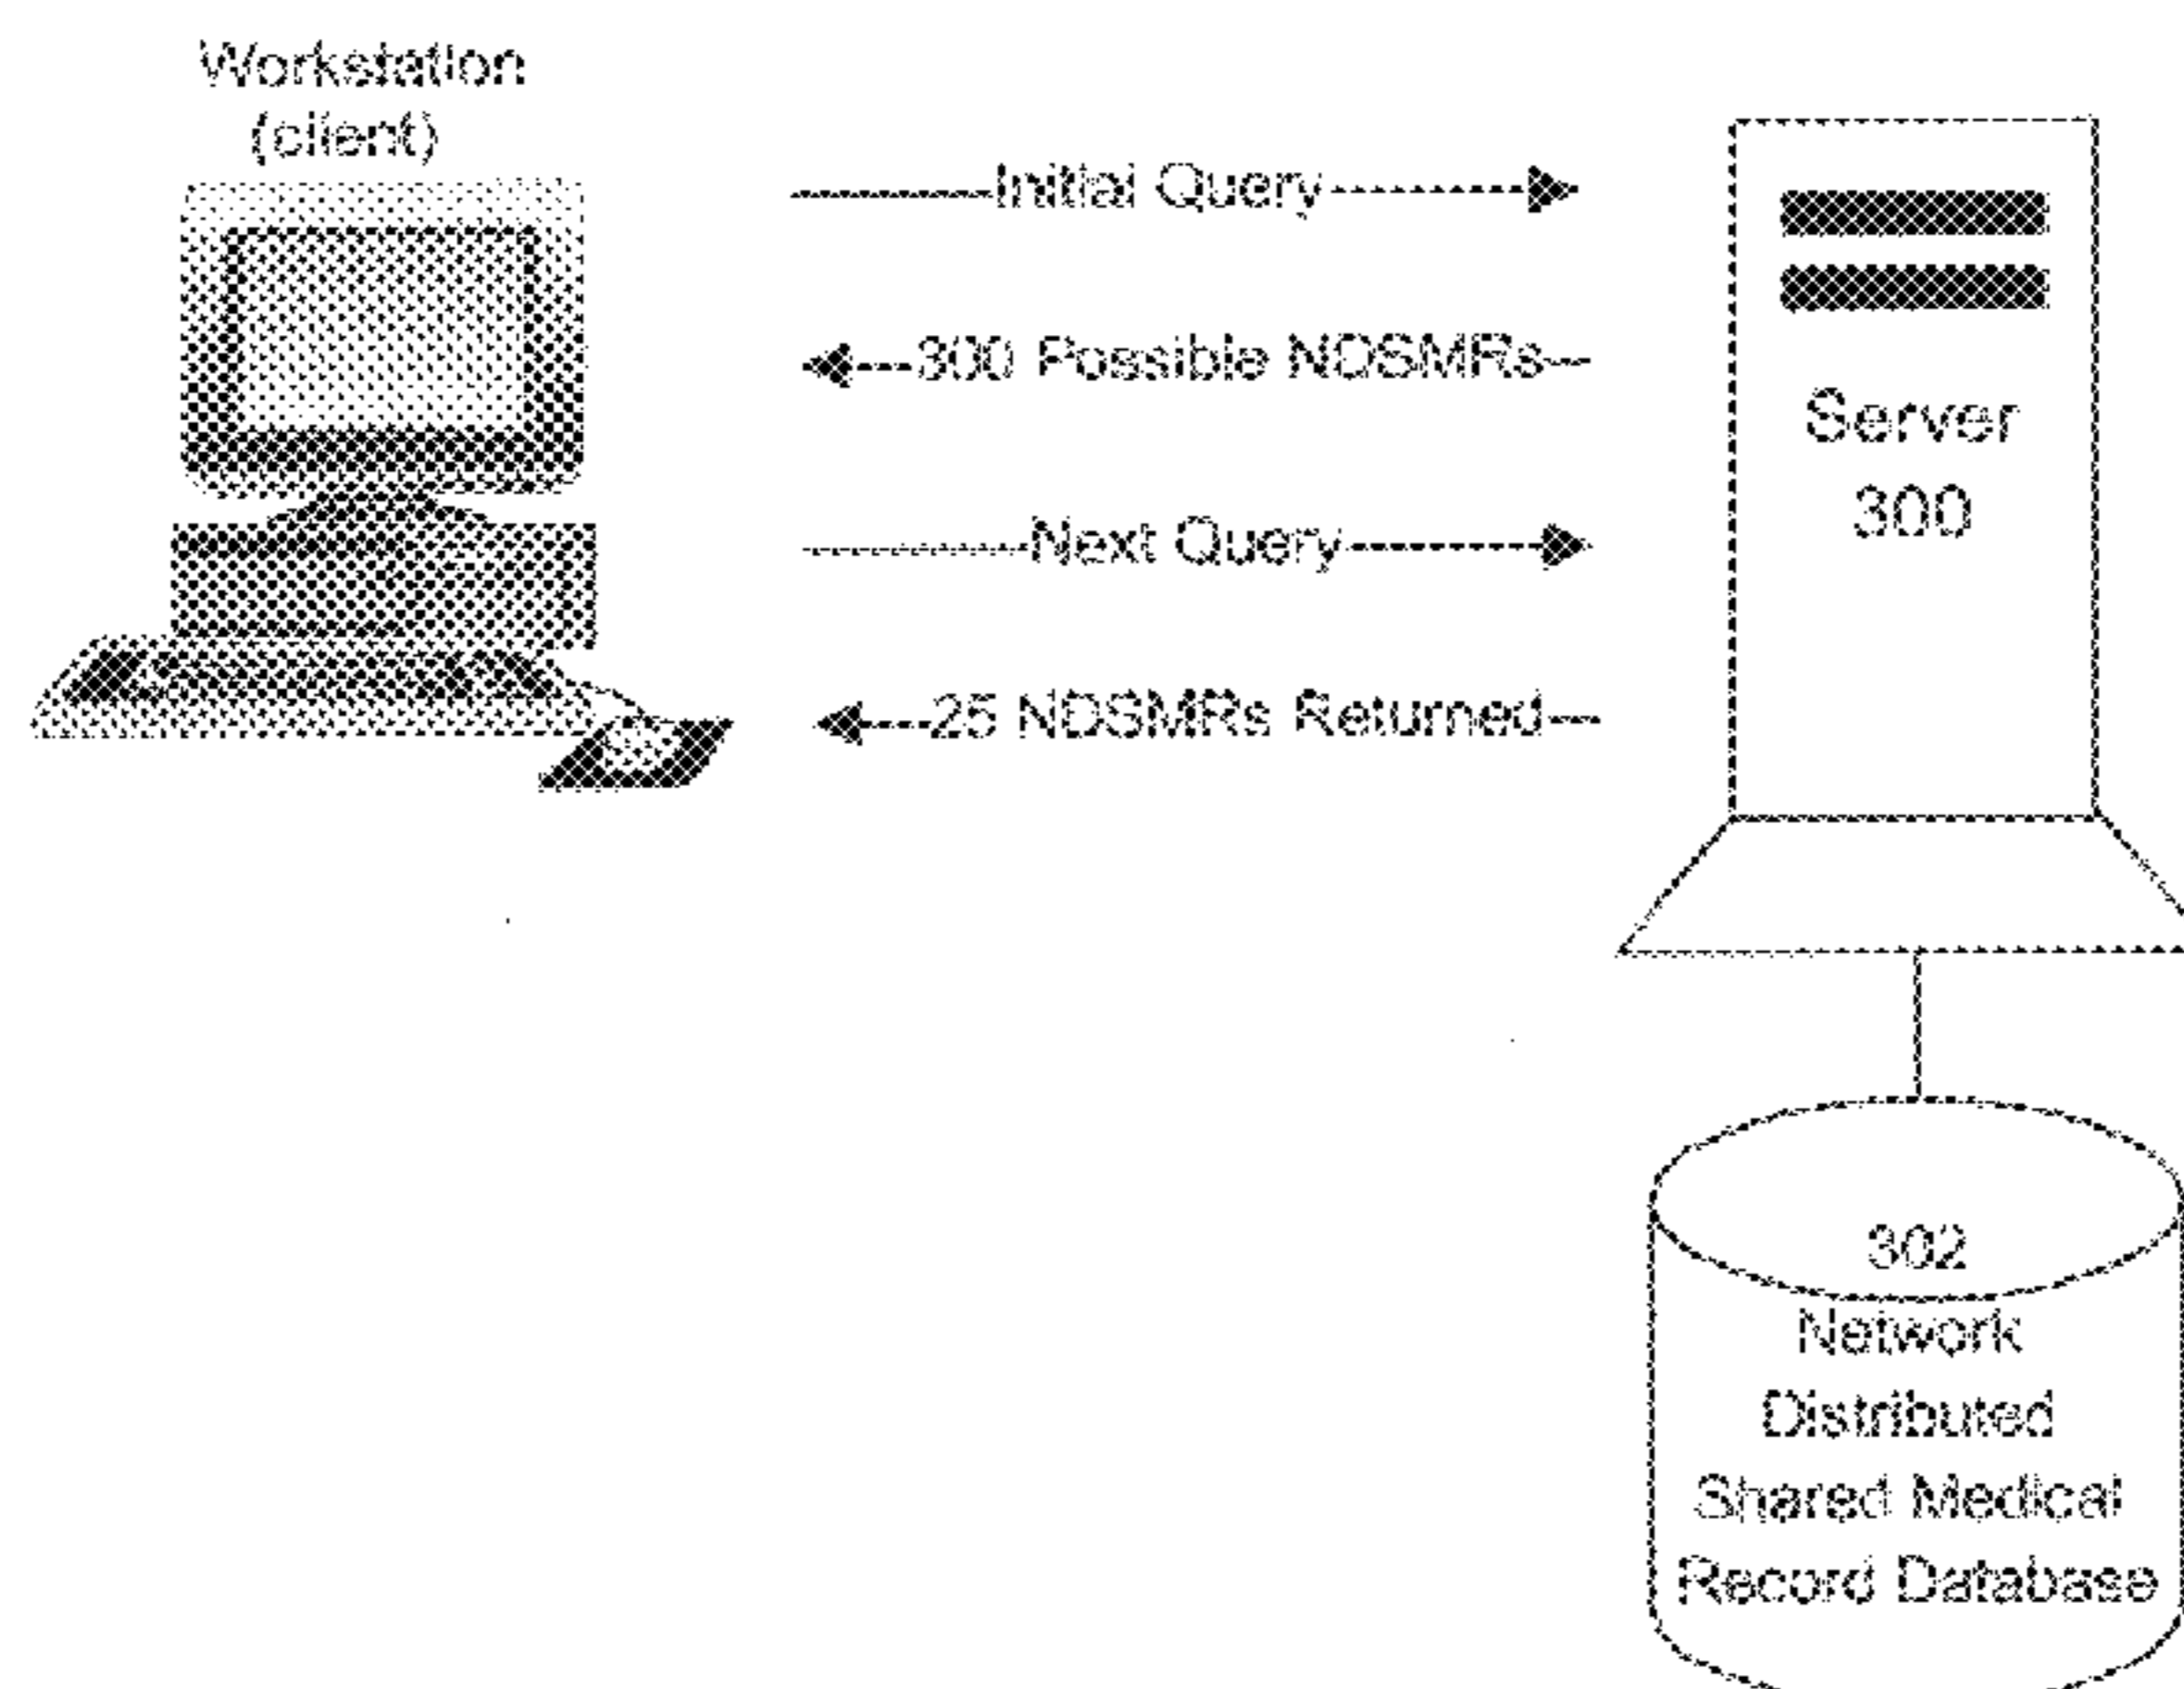 Workstation
(client)
Initial Query
300 Possible NDSMRs
Next Query
25 NDSMRs Returned
Server
300
302
Network
Distributed
Shared Medical
Record Database